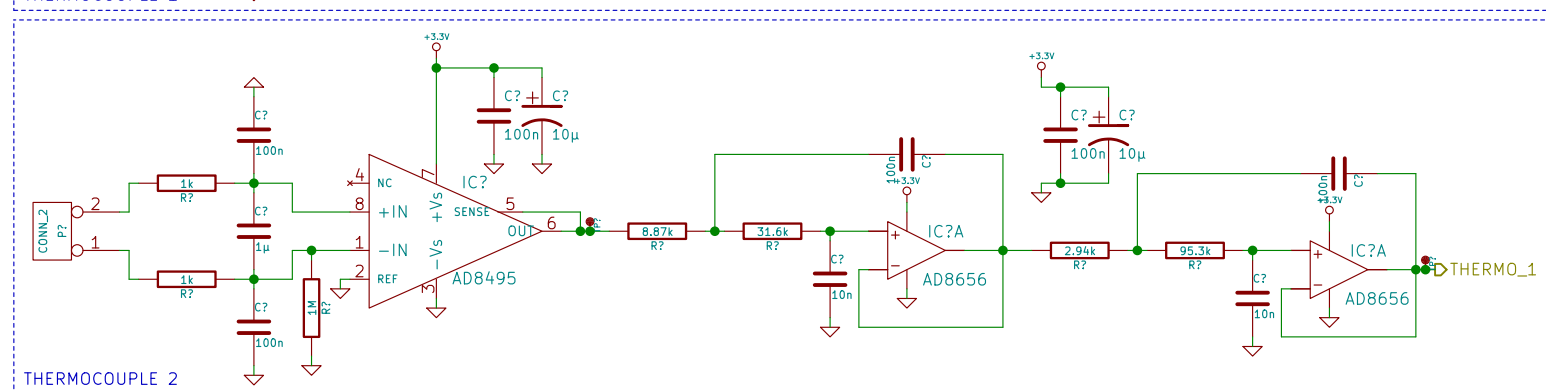 +3.3V
+3.3V
C?
C?
100n
10µ
C?
C?
100n
10µ
C?
100n
100n
C?
+3.3V
100n
C?
+3.3V
CONN_2
P?
2
1
1k
R?
1k
R?
C?
1µ
C?
100n
1M
R?
4
NC
8
+IN
1
-IN
2
REF
7
+Vs
-Vs
3
IC?
SENSE
5
OUT
6
AD8495
8.87k
R?
31.6k
R?
C?
10n
+
-
IC?A
AD8656
2.94k
R?
95.3k
R?
C?
10n
+
-
IC?A
AD8656
THERMO_1
THERMOCOUPLE 2